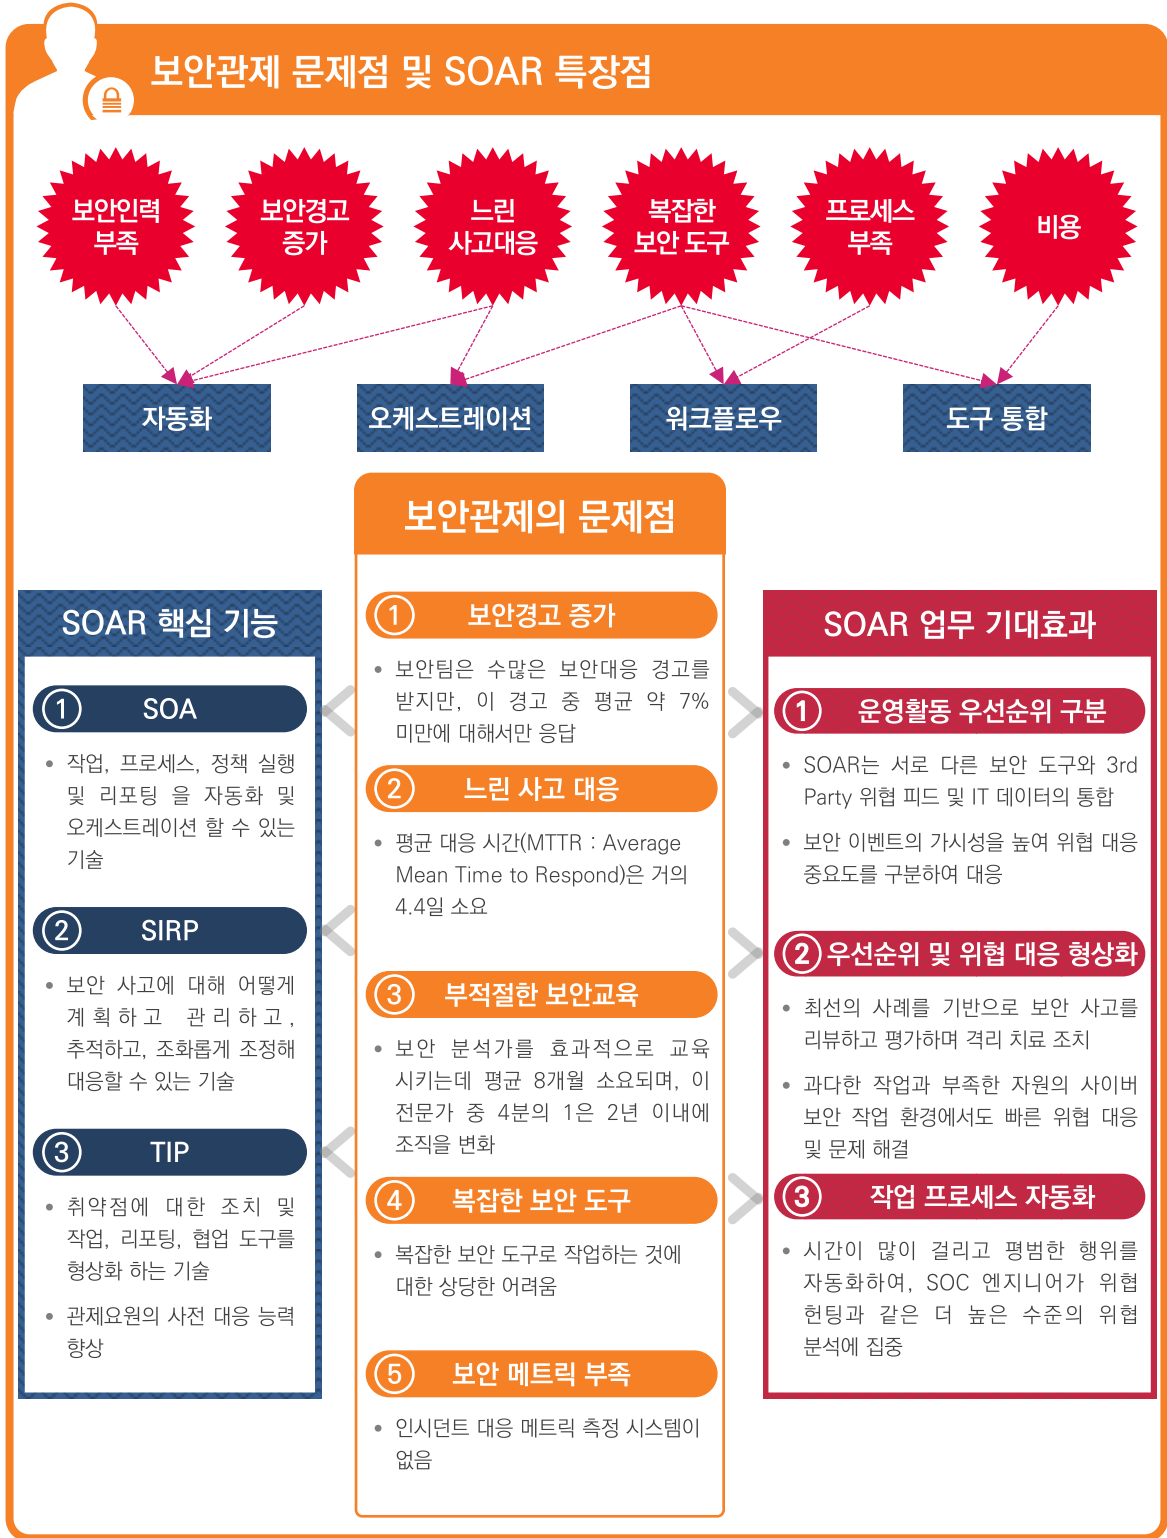 보안관제 문제점 및 SOAR 특장점
보안인력
부족
보안경고
증가
느린
사고대응
복잡한
보안 도구
프로세스
부족
비용
자동화
오케스트레이션
워크플로우
도구 통합
SOAR 핵심 기능
① SOA
• 작업, 프로세스, 정책 실행
및 리포팅 을 자동화 및
오케스트레이션 할 수 있는
기술
② SIRP
• 보안 사고에 대해 어떻게
계획하고 관리하고,
추적하고, 조화롭게 조정해
대응할 수 있는 기술
③ TIP
• 취약점에 대한 조치 및
작업, 리포팅, 협업 도구를
형상화 하는 기술
• 관제요원의 사전 대응 능력
향상
보안관제의 문제점
① 보안경고 증가
• 보안팀은 수많은 보안대응 경고를
받지만, 이 경고 중 평균 약 7%
미만에 대해서만 응답
② 느린 사고 대응
• 평균 대응 시간(MTTR : Average
Mean Time to Respond)은 거의
4.4일 소요
③ 부적절한 보안교육
• 보안 분석가를 효과적으로 교육
시키는데 평균 8개월 소요되며, 이
전문가 중 4분의 1은 2년 이내에
조직을 변화
④ 복잡한 보안 도구
• 복잡한 보안 도구로 작업하는 것에
대한 상당한 어려움
⑤ 보안 메트릭 부족
• 인시던트 대응 메트릭 측정 시스템이
없음
SOAR 업무 기대효과
① 운영활동 우선순위 구분
• SOAR는 서로 다른 보안 도구와 3rd
Party 위협 피드 및 IT 데이터의 통합
• 보안 이벤트의 가시성을 높여 위협 대응
중요도를 구분하여 대응
② 우선순위 및 위협 대응 형상화
• 최선의 사례를 기반으로 보안 사고를
리뷰하고 평가하며 격리 치료 조치
• 과다한 작업과 부족한 자원의 사이버
보안 작업 환경에서도 빠른 위협 대응
및 문제 해결
③ 작업 프로세스 자동화
• 시간이 많이 걸리고 평범한 행위를
자동화하여, SOC 엔지니어가 위협
헌팅과 같은 더 높은 수준의 위협
분석에 집중